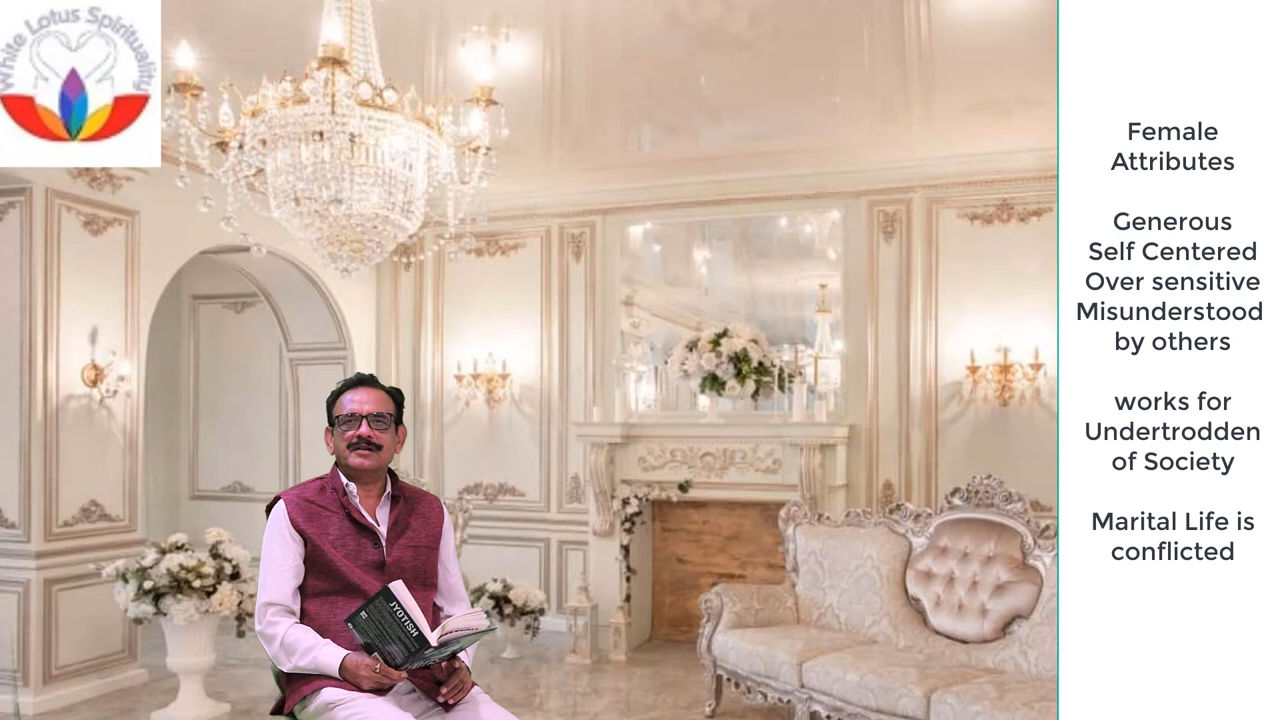 White Lotus Spirituality
Female
Attributes
Generous
Self Centered
Over sensitive
Misunderstood
by others
works for
Undertrodden
of Society
Marital Life is
conflicted
JYOTISH